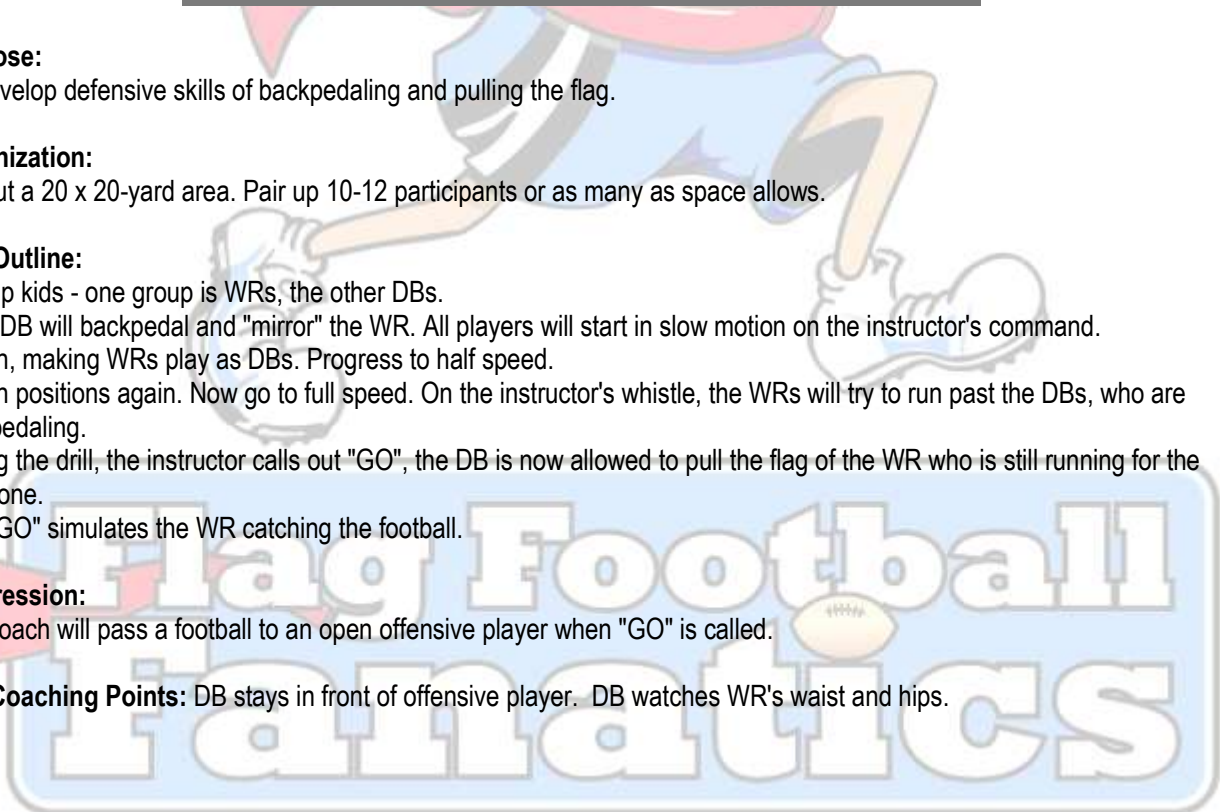 ose:
velop defensive skills of backpedaling and pulling the flag.
nization:
ut a 20 x 20-yard area. Pair up 10-12 participants or as many as space allows.
Outline:
p kids - one group is WRs, the other DBs.
DB will backpedal and "mirror" the WR. All players will start in slow motion on the instructor's command.
h, making WRs play as DBs. Progress to half speed.
h positions again. Now go to full speed. On the instructor's whistle, the WRs will try to run past the DBs, who are
pedaling.
g the drill, the instructor calls out "GO", the DB is now allowed to pull the flag of the WR who is still running for the
one.
GO" simulates the WR catching the football.
ression:
oach will pass a football to an open offensive player when "GO" is called.
Coaching Points: DB stays in front of offensive player.  DB watches WR's waist and hips.
Flag Football
Fanatics